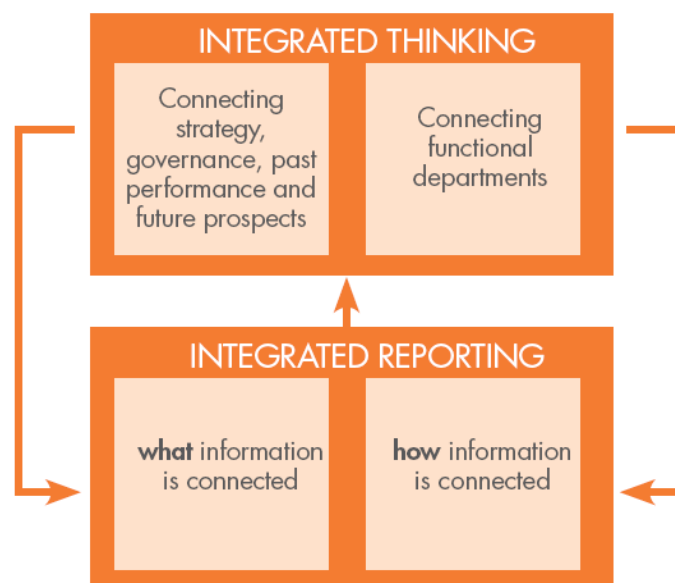 INTEGRATED THINKING
Connecting
strategy,
governance, past
performance and
future prospects
Connecting
functional
departments
INTEGRATED REPORTING
what information
is connected
how information
is connected